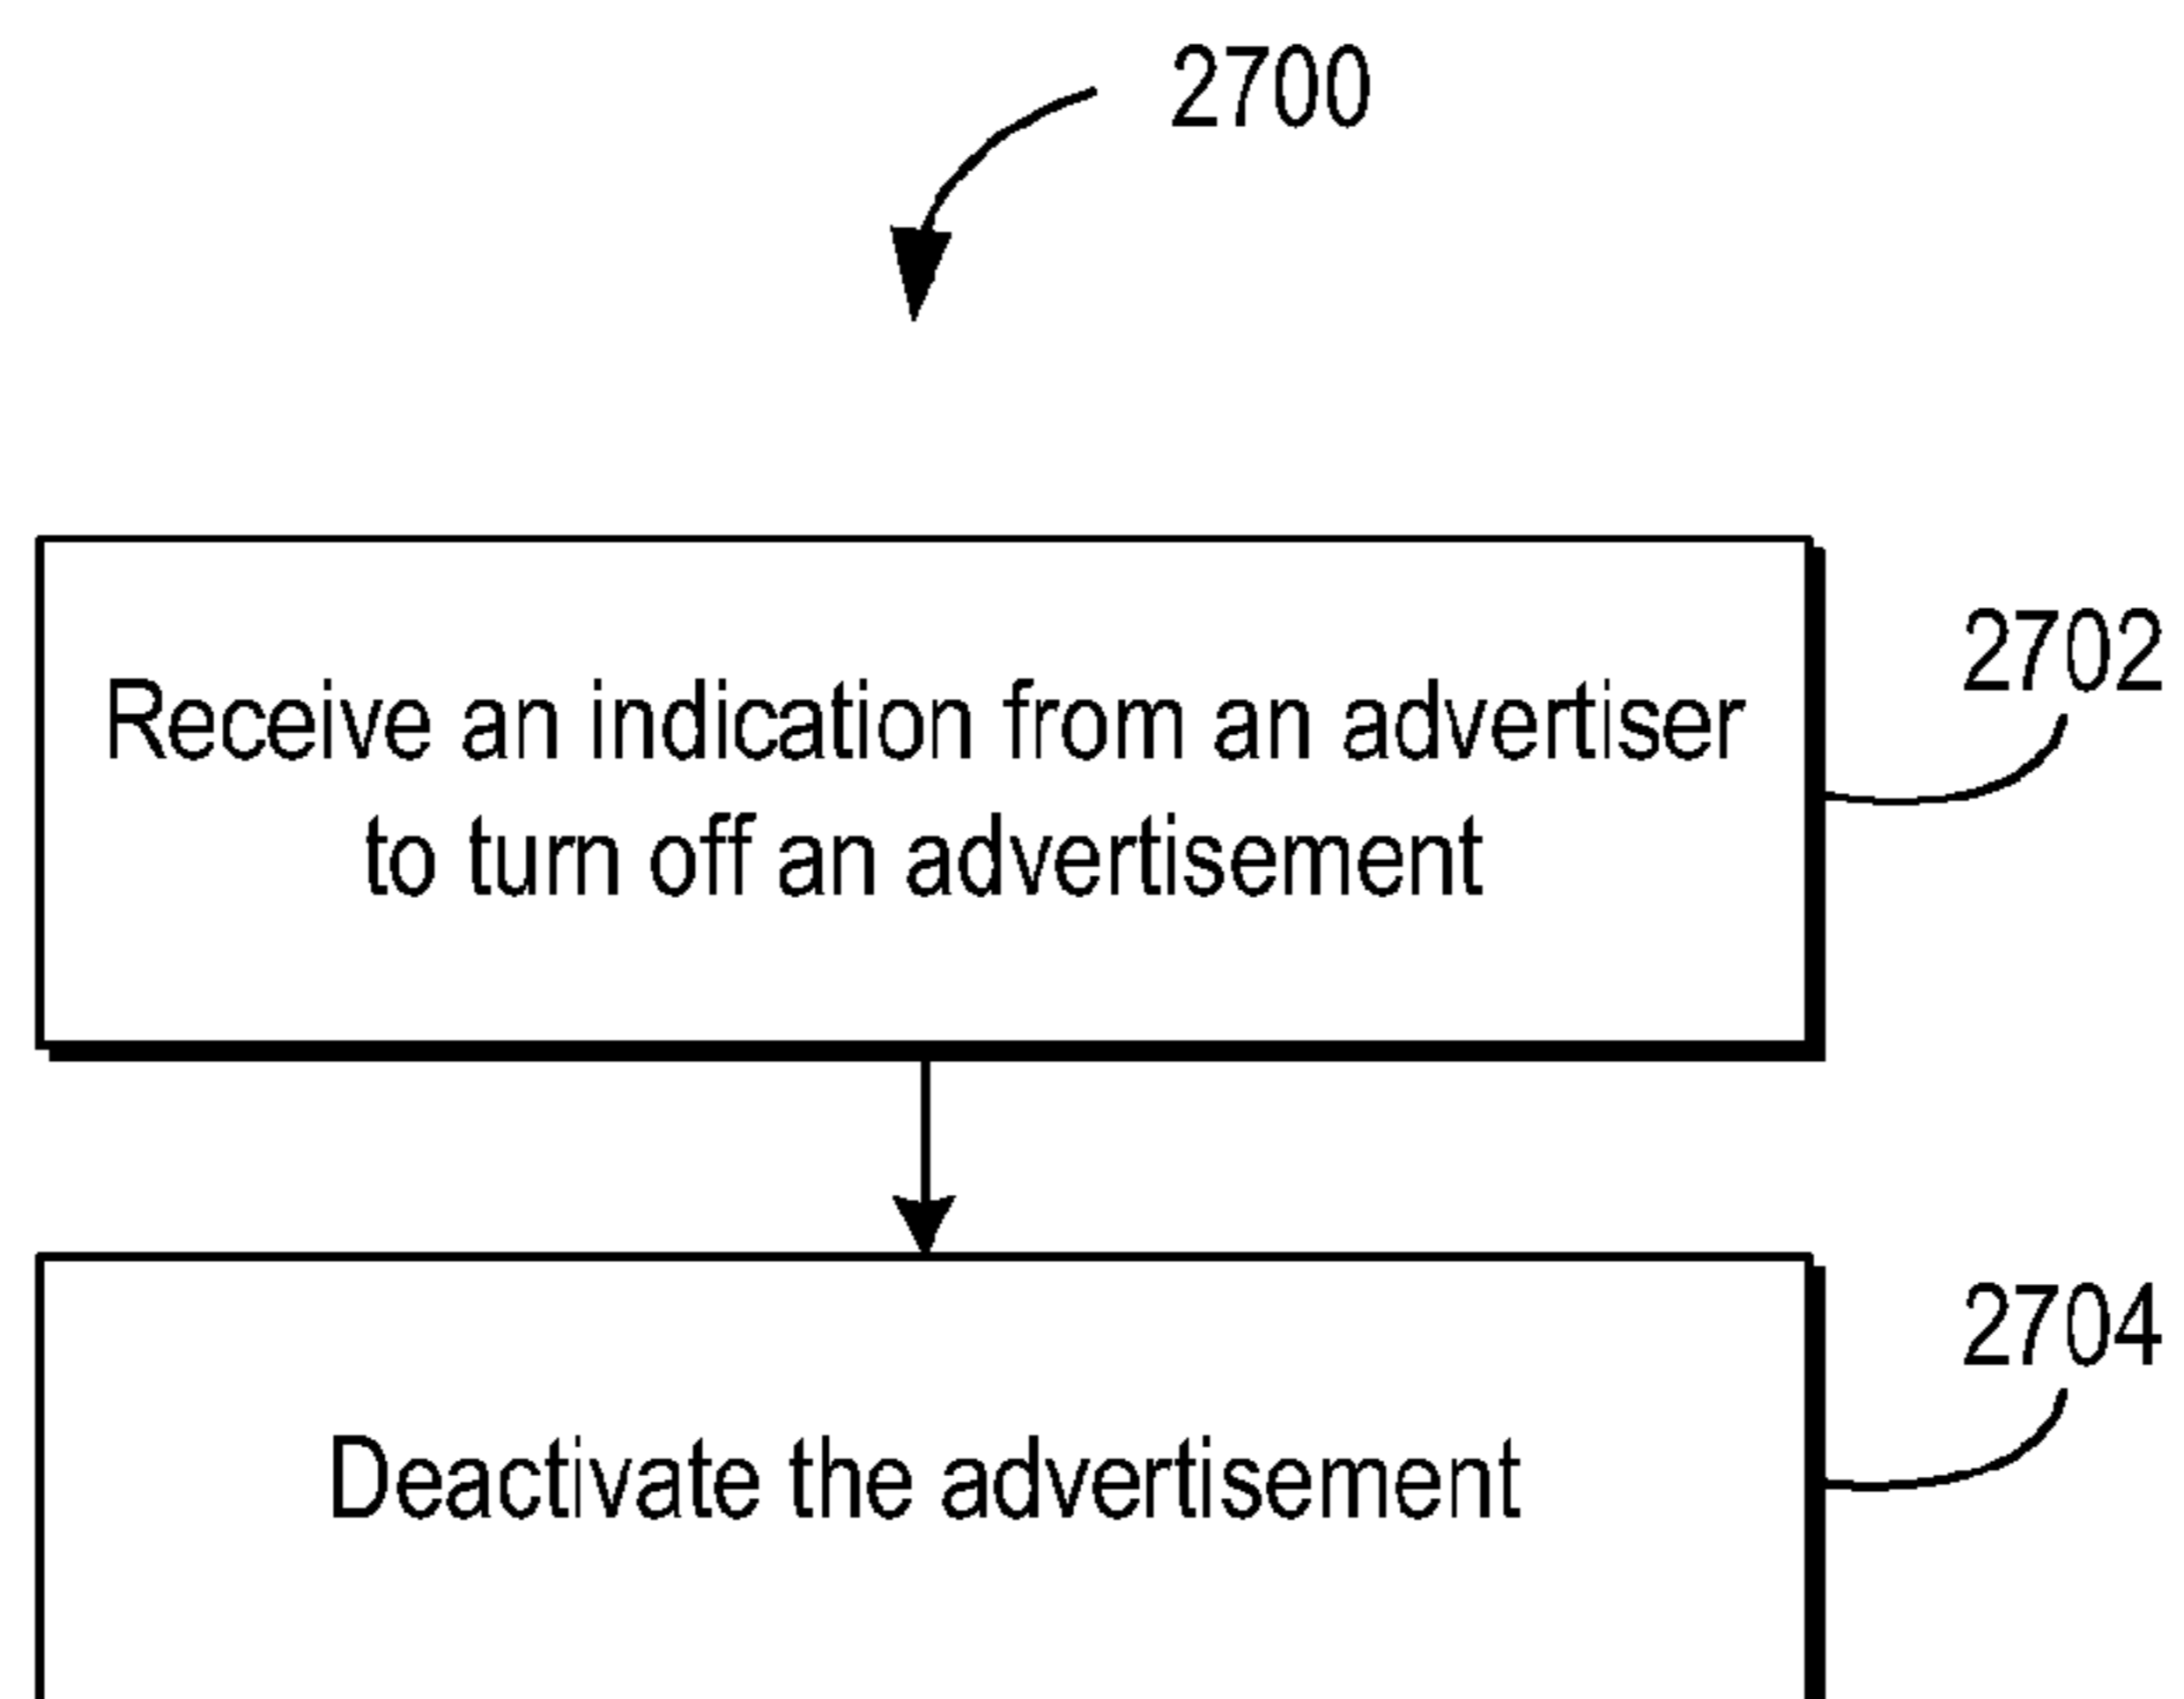 2700
Receive an indication from an advertiser
to turn off an advertisement
2702
Deactivate the advertisement
2704